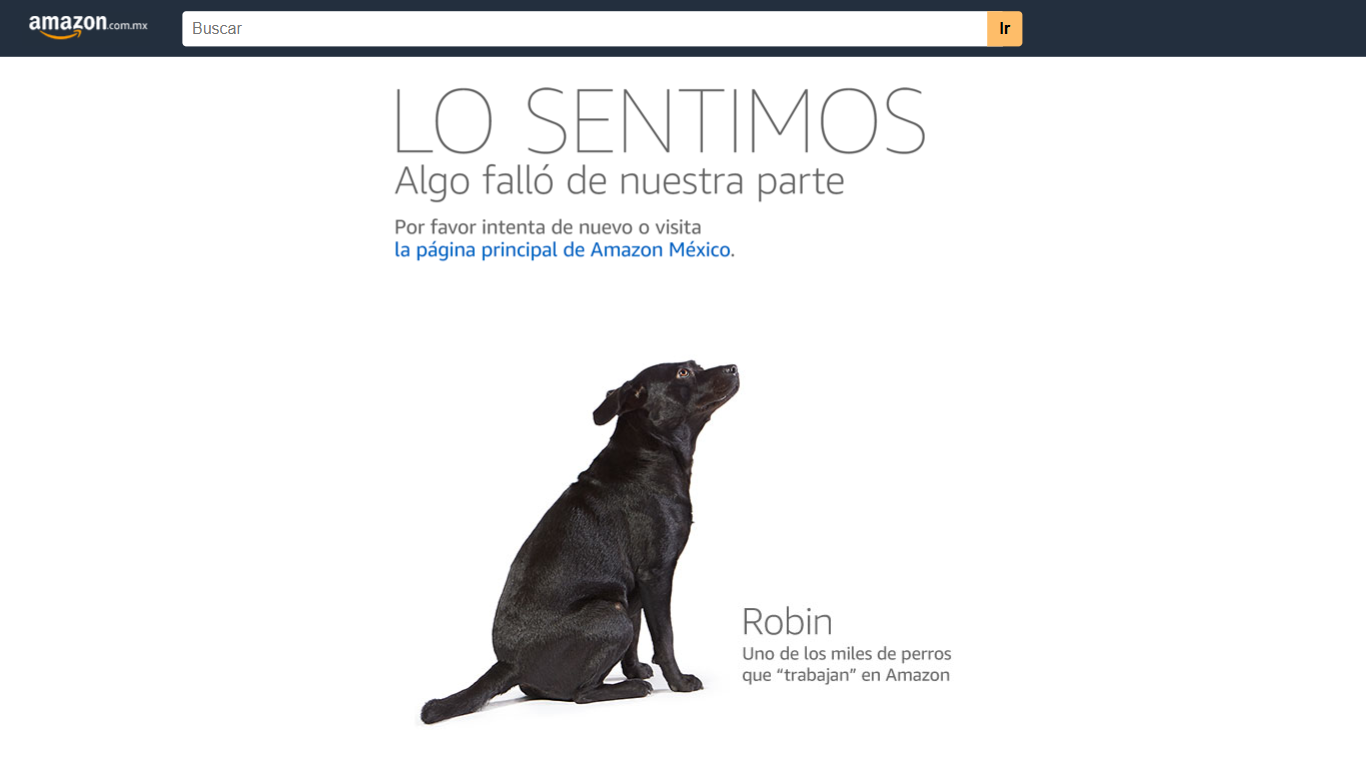 amazon.com.mx
Buscar
Ir
LO SENTIMOS
Algo falló de nuestra parte
Por favor intenta de nuevo o visita
la página principal de Amazon México.
Robin
Uno de los miles de perros
que “trabajan” en Amazon